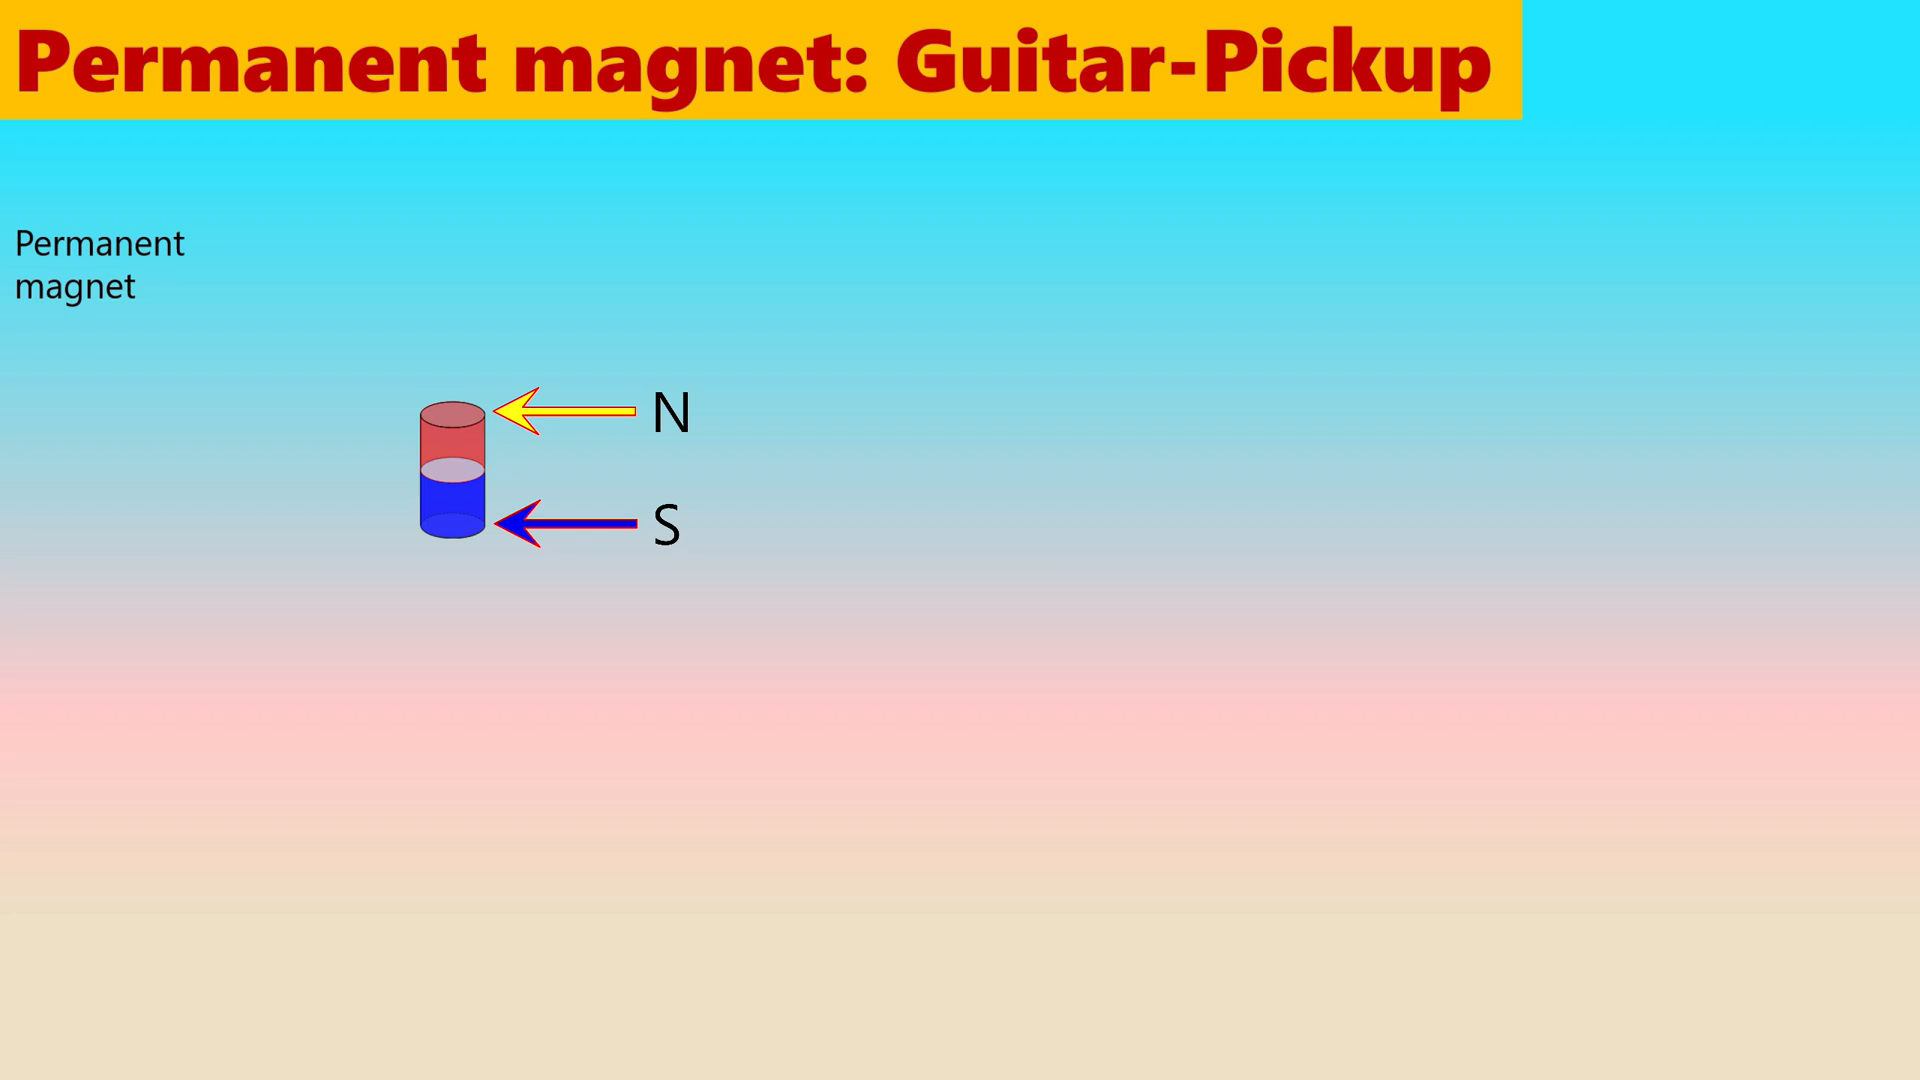 Permanent magnet: Guitar-Pickup
Permanent
magnet
N
S